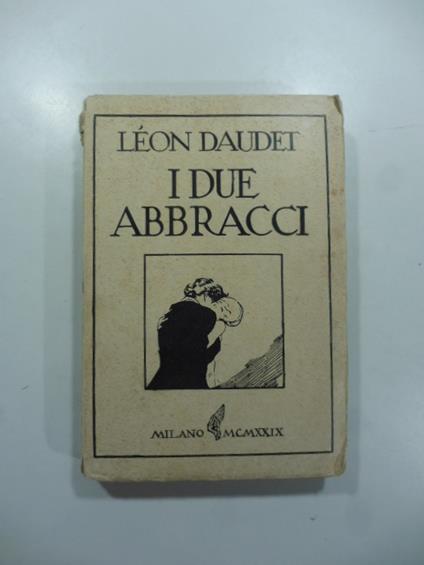 LÉON DAUDET
I DUE
ABBRACCI
MILANO MCMXXIX